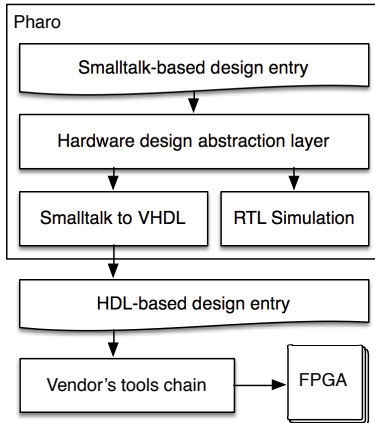 Pharo
Smalltalk-based design entry
Hardware design abstraction layer
Smalltalk to VHDL
RTL Simulation
HDL-based design entry
Vendor's tools chain
FPGA